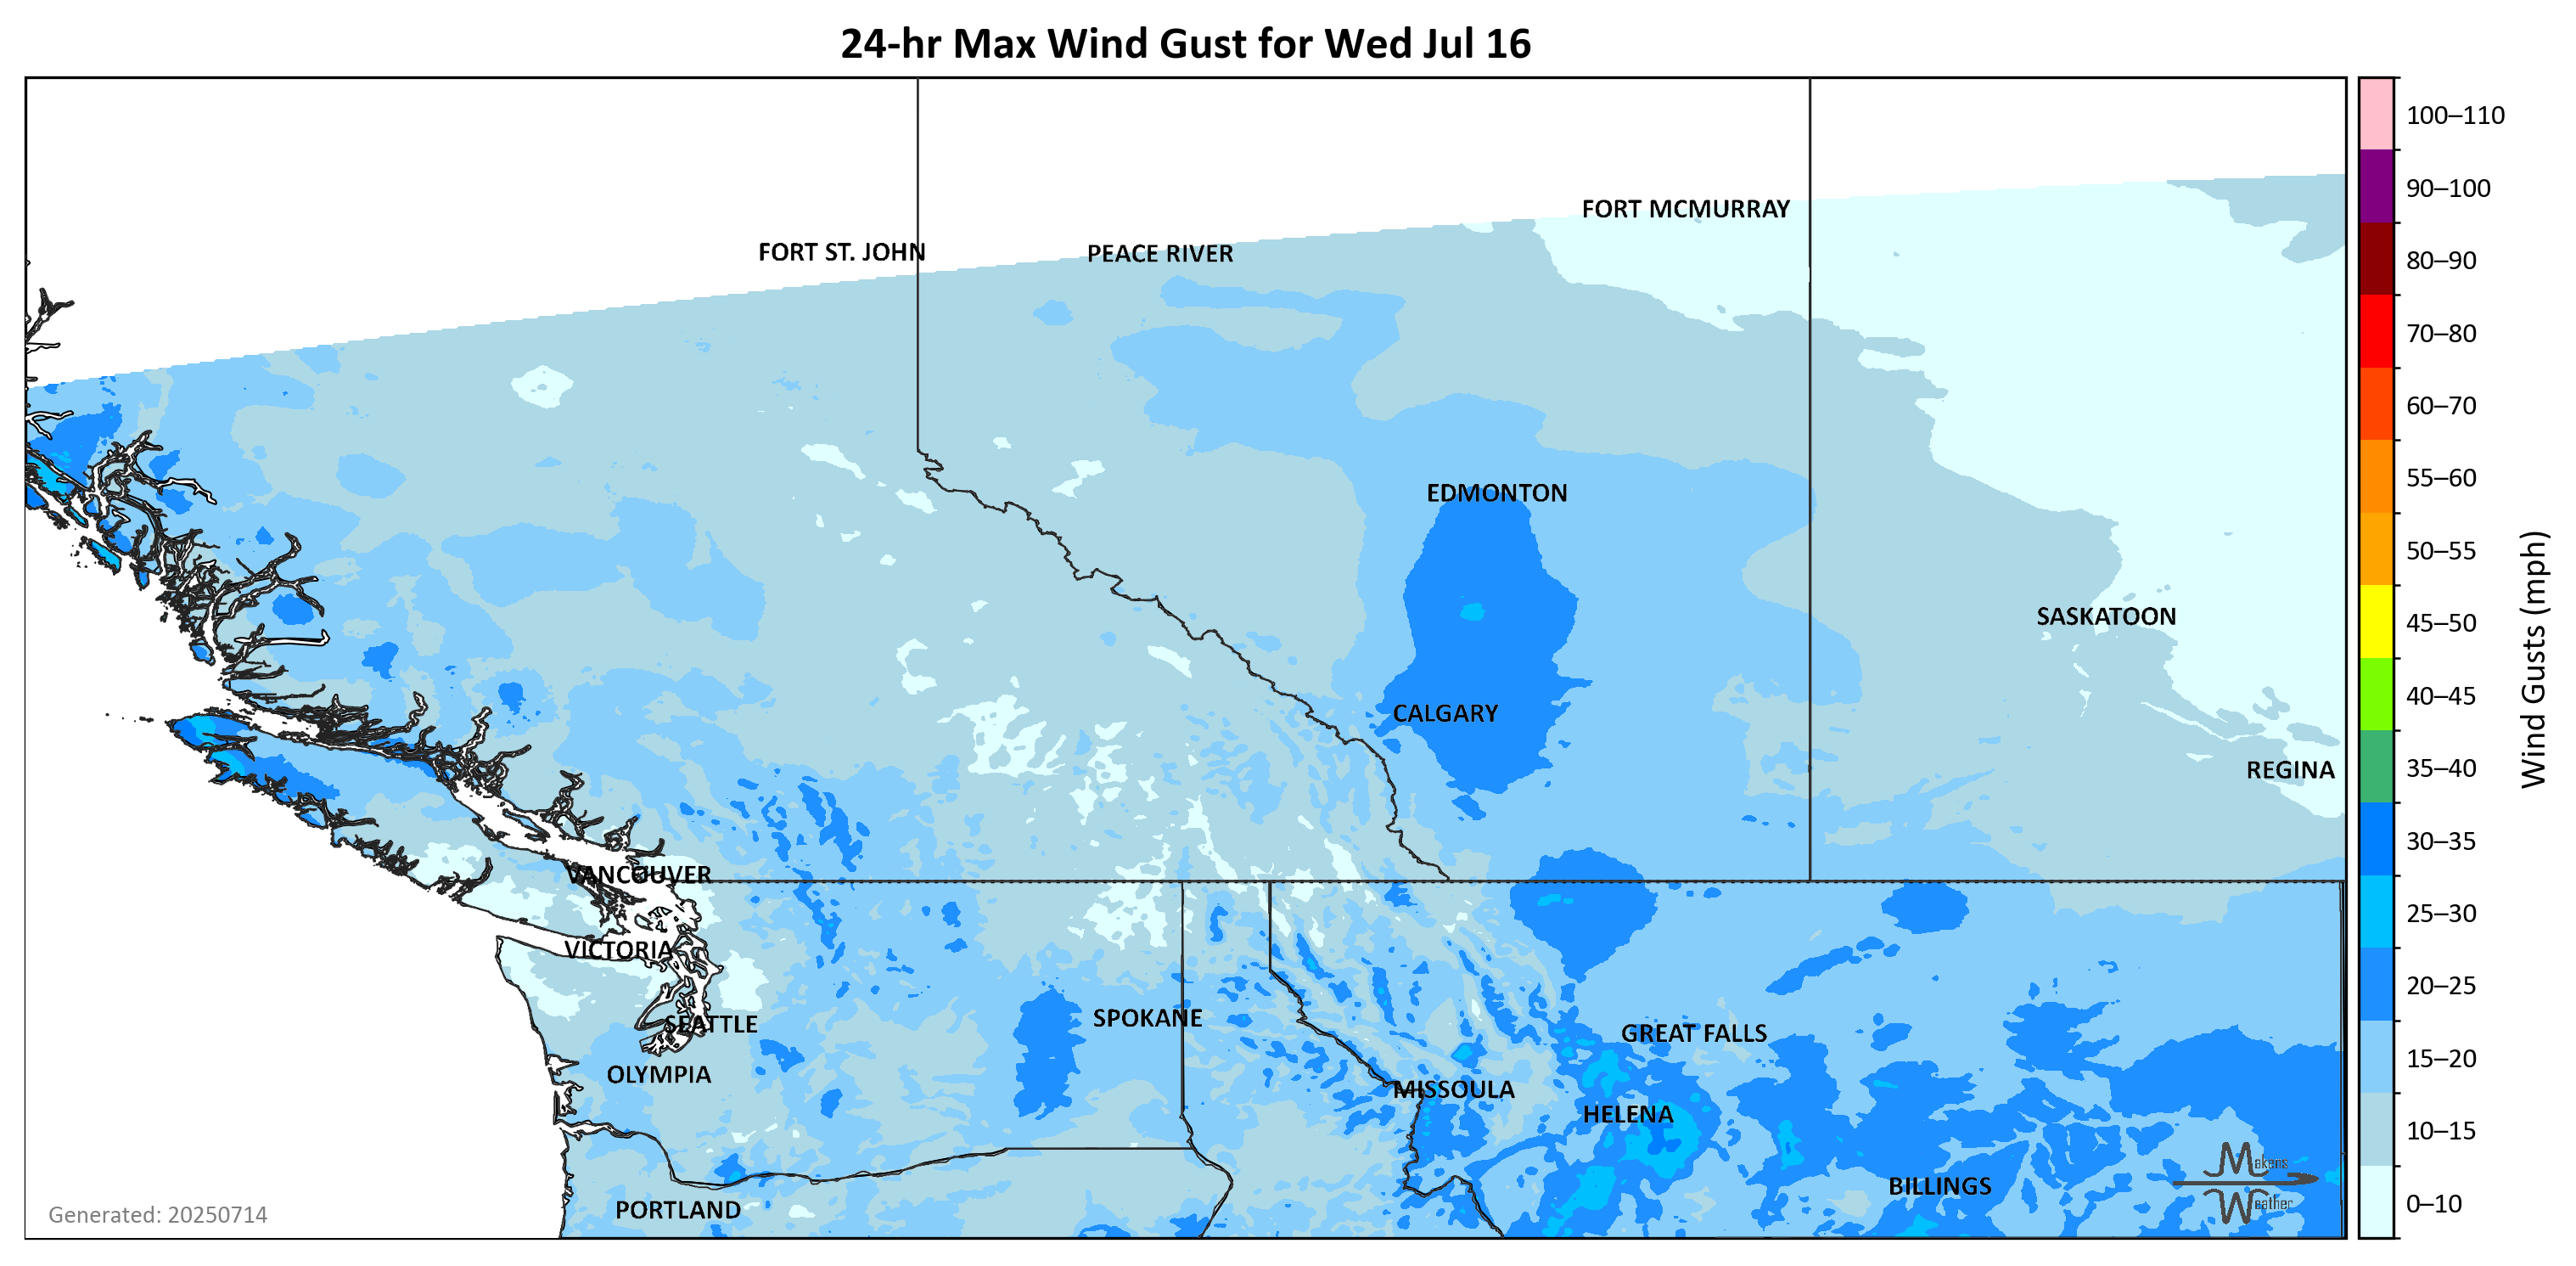 24-hr Max Wind Gust for Wed Jul 16
100–110
90–100
80–90
70–80
60–70
55–60
50–55
45–50
40–45
35–40
30–35
25–30
20–25
15–20
10–15
0–10
Wind Gusts (mph)
FORT MCMURRAY
FORT ST. JOHN
PEACE RIVER
EDMONTON
SASKATOON
CALGARY
REGINA
VANCOUVER
VICTORIA
SPOKANE
SEATTLE
GREAT FALLS
OLYMPIA
MISSOULA
HELENA
BILLINGS
PORTLAND
Makens
Weather
Generated: 20250714